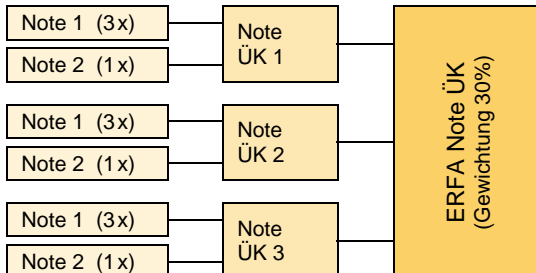 Note 1 (3x)
Note 2 (1x)
Note
ÜK 1
Note 1 (3x)
Note 2 (1x)
Note
ÜK 2
Note 1 (3x)
Note 2 (1x)
Note
ÜK 3
ERFA Note ÜK
(Gewichtung 30%)